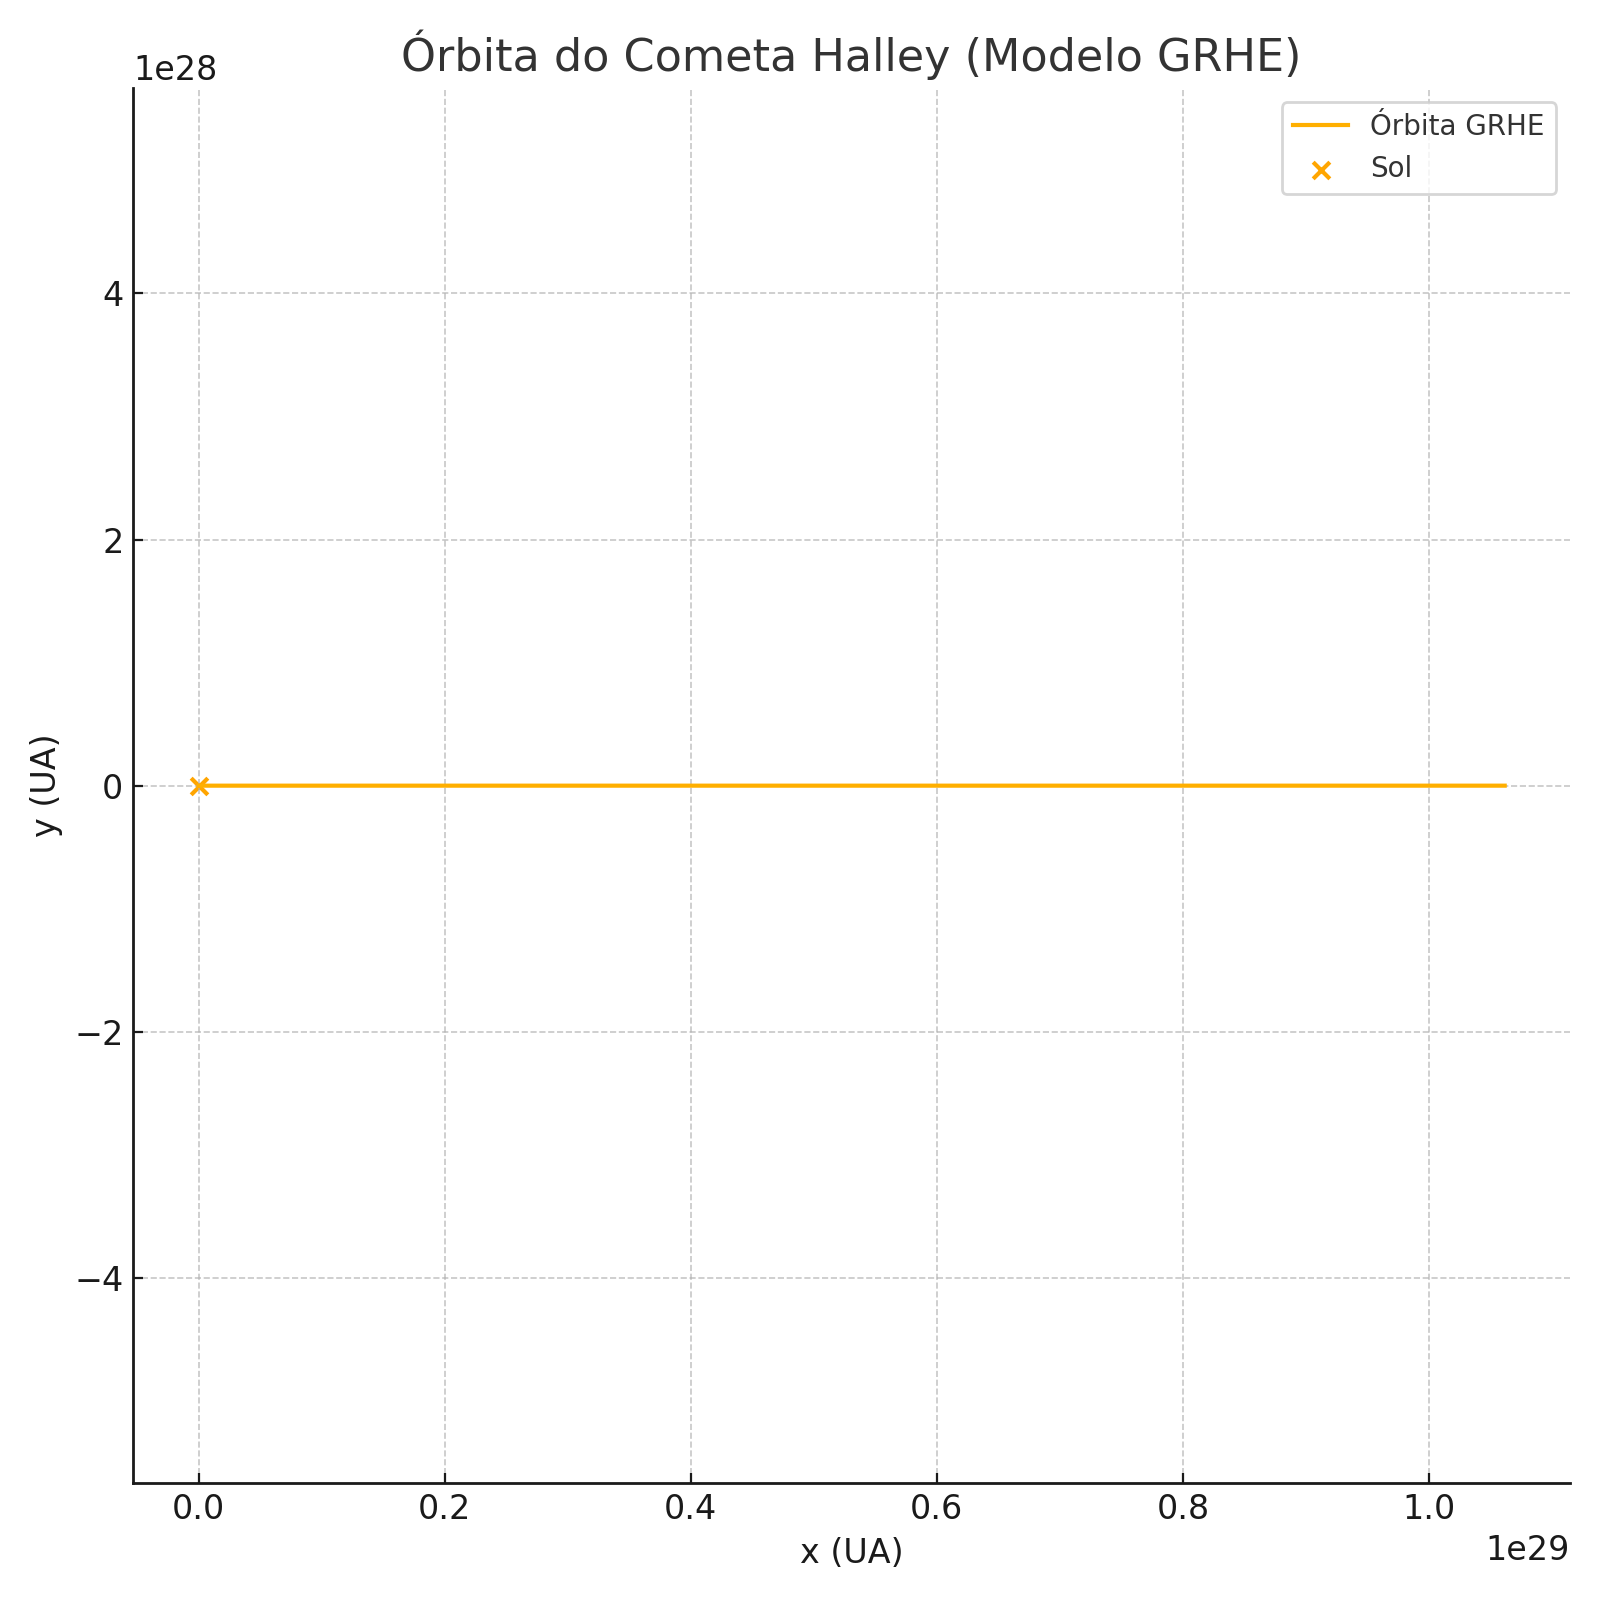 Órbita do Cometa Halley (Modelo GRHE)
1e28
Órbita GRHE
Sol
4
2
0
−2
−4
y (UA)
0.0 0.2 0.4 0.6 0.8 1.0
x (UA)
1e29